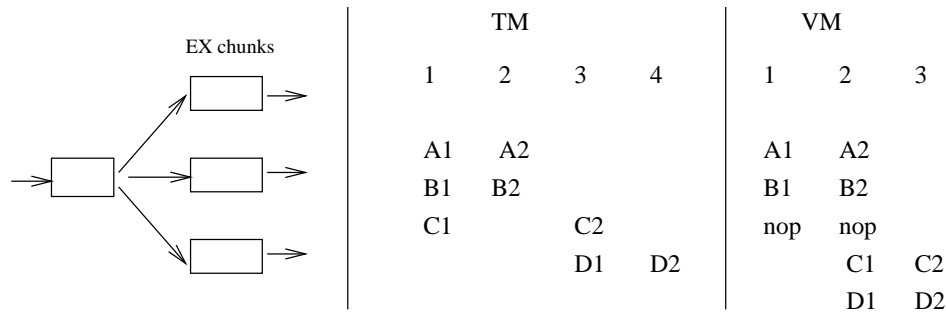 TM VM
EX chunks
1 2 3 4 1 2 3
A1 A2 A1 A2
B1 B2 B1 B2
C1 C2 nop nop
D1 D2 C1 C2
D1 D2